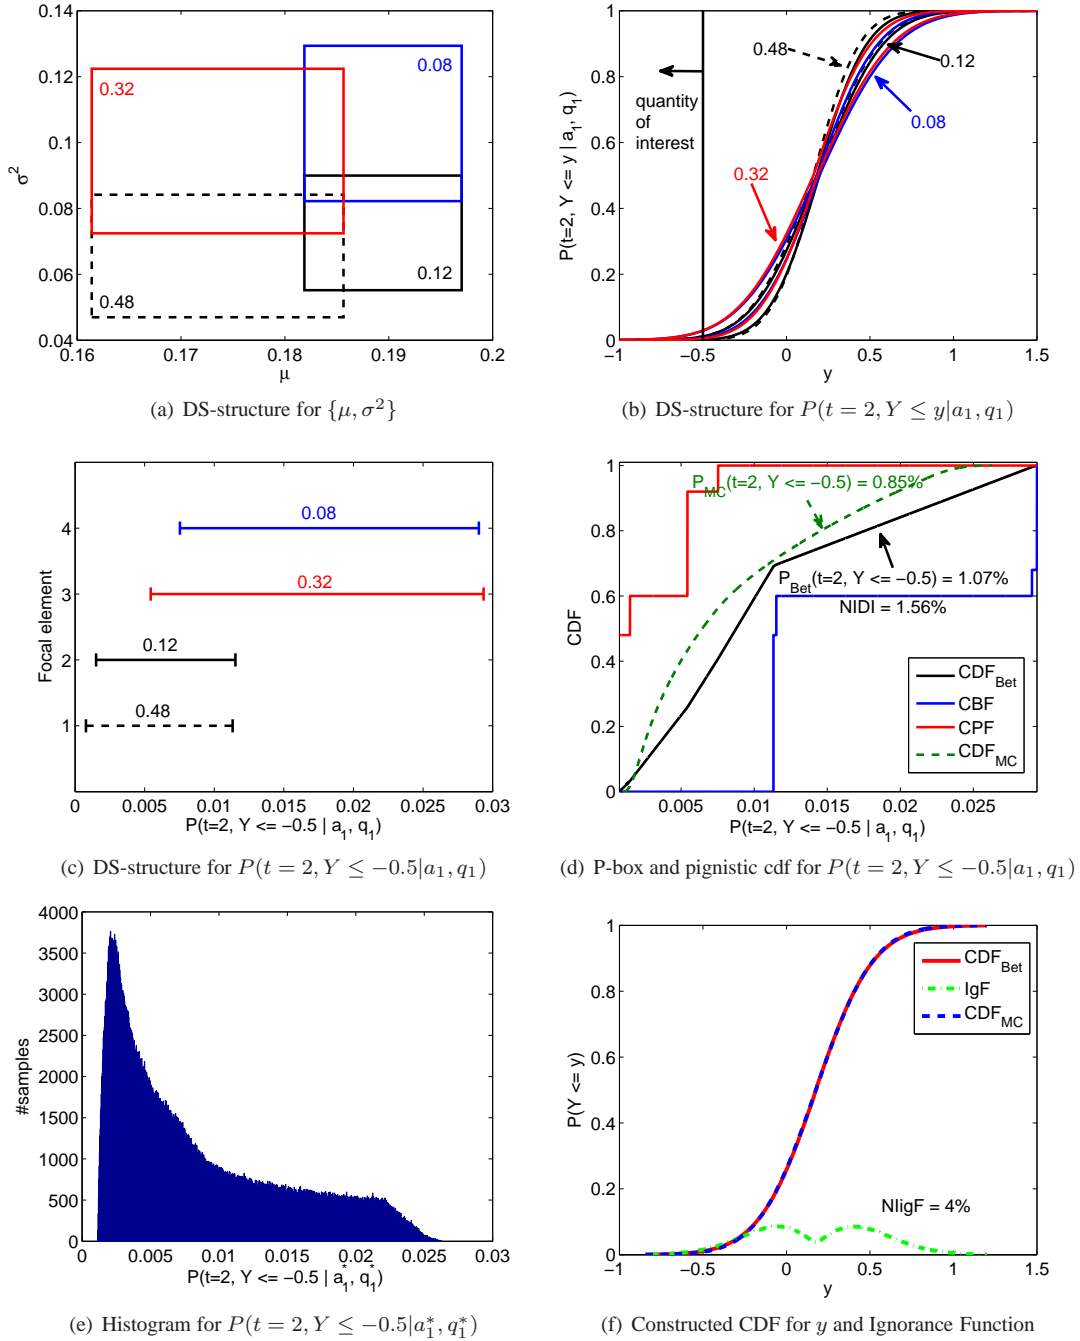 0.14
0.12
0.1
0.08
0.06
0.04
σ²
0.32
0.08
0.48
0.12
0.16
0.17
0.18
0.19
0.2
μ
(a) DS-structure for {μ, σ²}
1
0.8
0.6
0.4
0.2
0
P(t=2, Y <= y | a₁, q₁)
0.48
0.12
quantity
of
interest
0.08
0.32
−1
−0.5
0
0.5
1
1.5
y
(b) DS-structure for P(t = 2, Y ≤ y|a₁, q₁)
4
3
2
1
Focal element
0.08
0.32
0.12
0.48
0
0.005
0.01
0.015
0.02
0.025
0.03
P(t=2, Y <= −0.5 | a₁, q₁)
(c) DS-structure for P(t = 2, Y ≤ −0.5|a₁, q₁)
1
0.8
0.6
0.4
0.2
0
CDF
P_MC(t=2, Y <= −0.5) = 0.85%
P_Bet(t=2, Y <= −0.5) = 1.07%
NIDI = 1.56%
CDF_Bet
CBF
CPF
CDF_MC
0.005
0.01
0.015
0.02
0.025
P(t=2, Y <= −0.5 | a₁, q₁)
(d) P-box and pignistic cdf for P(t = 2, Y ≤ −0.5|a₁, q₁)
4000
3500
3000
2500
2000
1500
1000
500
0
#samples
0
0.005
0.01
0.015
0.02
0.025
0.03
P(t=2, Y <= −0.5 | a₁*, q₁*)
(e) Histogram for P(t = 2, Y ≤ −0.5|a₁*, q₁*)
1
0.8
0.6
0.4
0.2
0
P(Y <= y)
CDF_Bet
IgF
CDF_MC
NIigF = 4%
−1
−0.5
0
0.5
1
1.5
y
(f) Constructed CDF for y and Ignorance Function